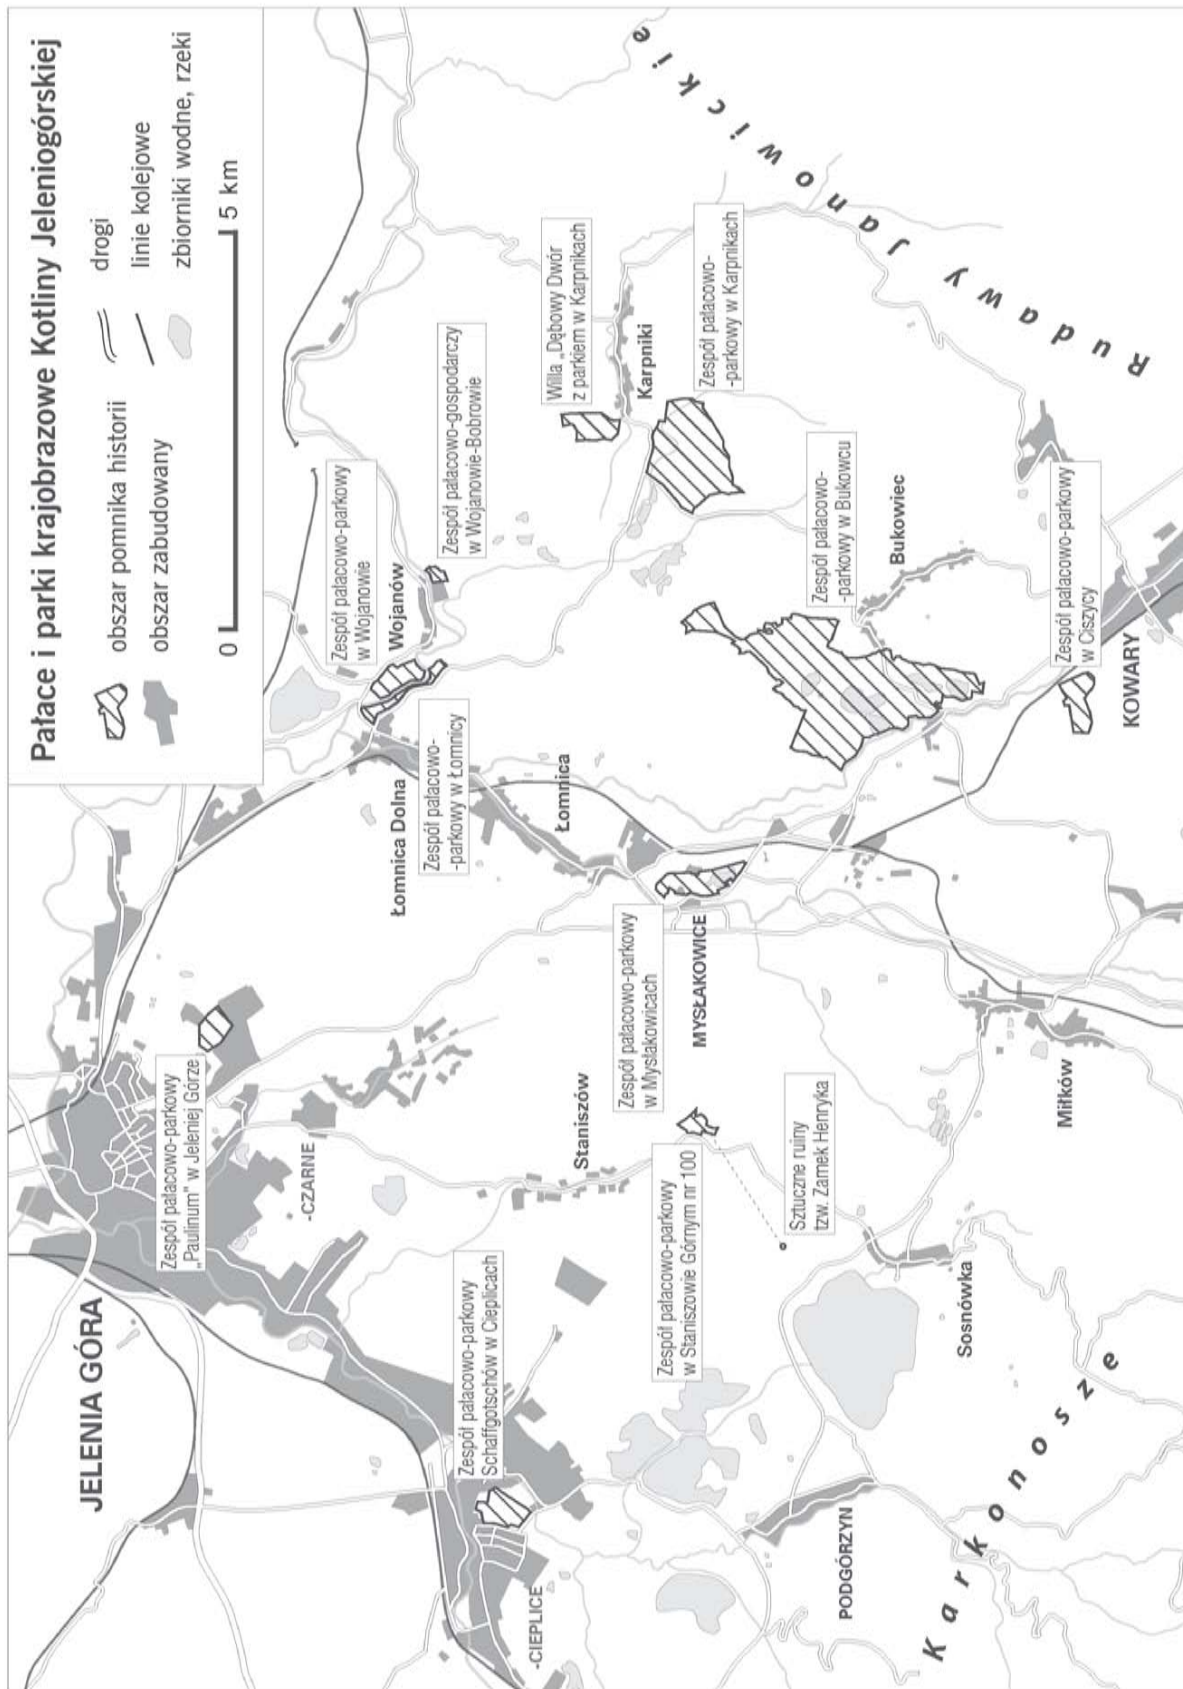 Pałace i parki krajobrazowe Kotliny Jeleniogórskiej
obszar pomnika historii
obszar zabudowany
drogi
linie kolejowe
zbiorniki wodne, rzeki
0
5 km
JELENIA GÓRA
Zespół pałacowo-parkowy
„Paulinum" w Jeleniej Górze
-CZARNE
Zespół pałacowo-parkowy
Schaffgotschów w Cieplicach
-CIEPLICE
Łomnica Dolna
Zespół pałacowo-
-parkowy w Łomnicy
Łomnica
Zespół pałacowo-parkowy
w Wojanowie
Wojanów
Zespół pałacowo-gospodarczy
w Wojanowie-Bobrowie
Willa „Dębowy Dwór
z parkiem w Karpnikach
Karpniki
Zespół pałacowo-
-parkowy w Karpnikach
Rudawy Janowickie
Staniszów
Zespół pałacowo-parkowy
w Mysłakowicach
MYSŁAKOWICE
Zespół pałacowo-parkowy
w Staniszowie Górnym nr 100
Sztuczne ruiny
tzw. Zamek Henryka
Zespół pałacowo-
-parkowy w Bukowcu
Bukowiec
Zespół pałacowo-parkowy
w Ciszycy
KOWARY
PODGÓRZYN
Sosnówka
Miłków
Karkonosze